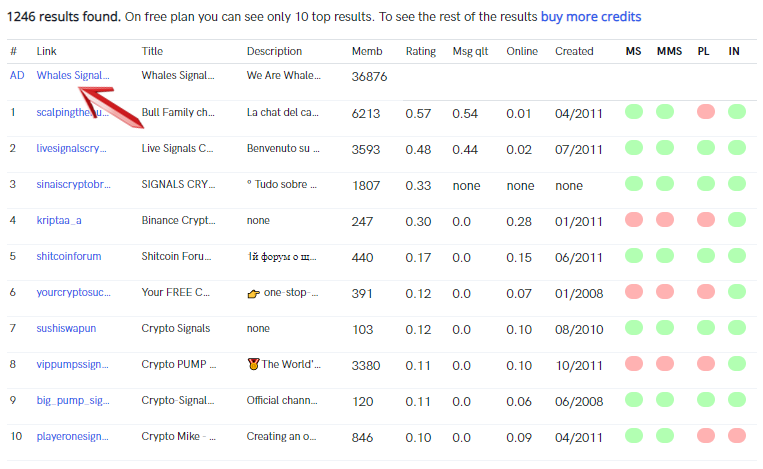 1246 results found. On free plan you can see only 10 top results. To see the rest of the results buy more credits
# Link Title Description Memb Rating Msg qlt Online Created MS MMS PL IN
AD Whales Signal... Whales Signal... We Are Whale... 36876
1 Bull Family ch... La chat del ca... 6213 0.57 0.54 0.01 04/2011
2 livesignalscry... Live Signals C... Benvenuto su ... 3593 0.48 0.44 0.02 07/2011
3 sinaiscryptobr... SIGNALS CRY... ° Tudo sobre ... 1807 0.33 none none none
4 kriptaa_a Binance Crypt... none 247 0.30 0.0 0.28 01/2011
5 shitcoinforum Shitcoin Foru... 1й форум о щ... 440 0.17 0.0 0.15 06/2011
6 yourcryptosuc... Your FREE C... 👉 one-stop-... 391 0.12 0.0 0.07 01/2008
7 sushiswapun Crypto Signals none 103 0.12 0.0 0.10 08/2010
8 vippumpssign... Crypto PUMP ... 🏅The World'... 3380 0.11 0.0 0.10 10/2011
9 big_pump_sig... Crypto-Signal... Official chann... 120 0.11 0.0 0.06 06/2008
10 playeronesign... Crypto Mike - ... Creating an o... 846 0.10 0.0 0.09 04/2011